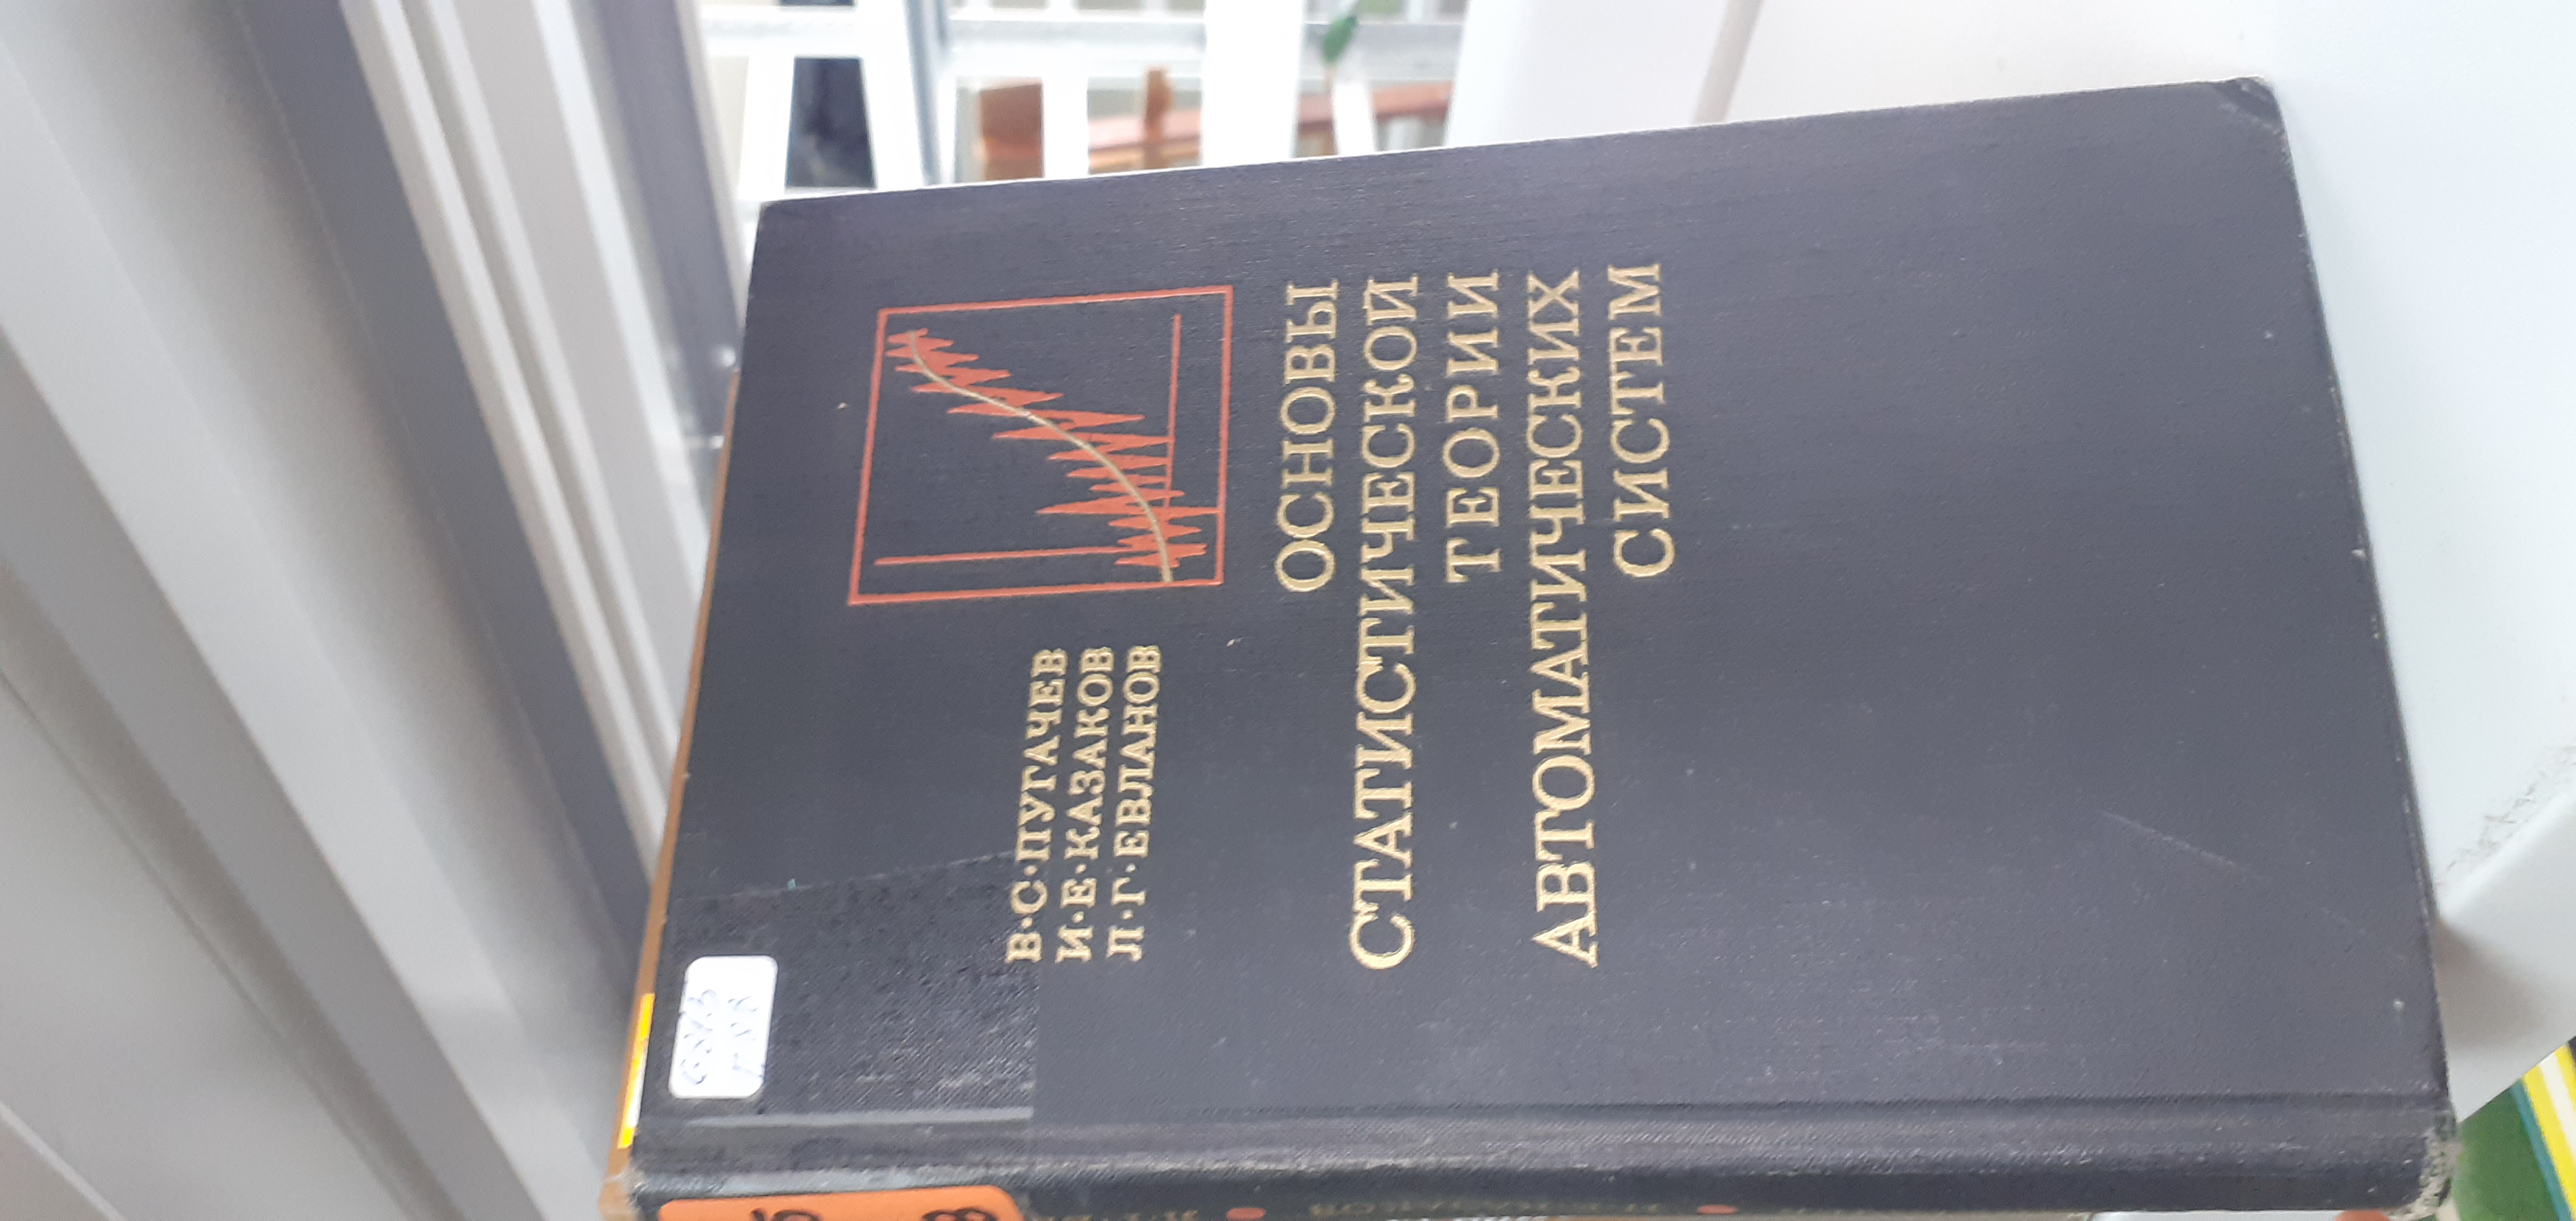 В·С·ПУГАЧЕВ
И·Е·КАЗАКОВ
Л·Г·ЕВЛАНОВ
ОСНОВЫ
СТАТИСТИЧЕСКОЙ
ТЕОРИИ
АВТОМАТИЧЕСКИХ
СИСТЕМ